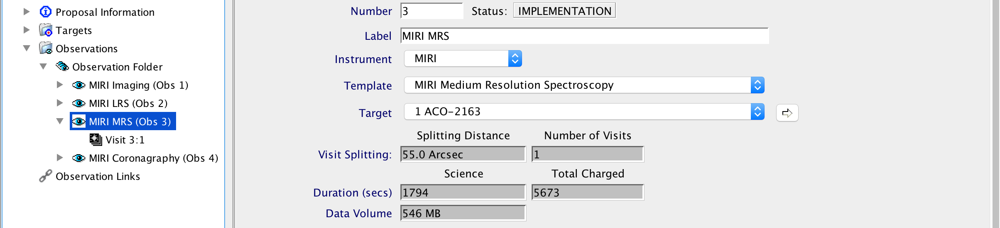 Proposal Information
Targets
Observations
Observation Folder
MIRI Imaging (Obs 1)
MIRI LRS (Obs 2)
MIRI MRS (Obs 3)
Visit 3:1
MIRI Coronagraphy (Obs 4)
Observation Links
Number 3 Status: IMPLEMENTATION
Label MIRI MRS
Instrument MIRI
Template MIRI Medium Resolution Spectroscopy
Target 1 ACO-2163
Splitting Distance Number of Visits
Visit Splitting: 55.0 Arcsec 1
Science Total Charged
Duration (secs) 1794 5673
Data Volume 546 MB